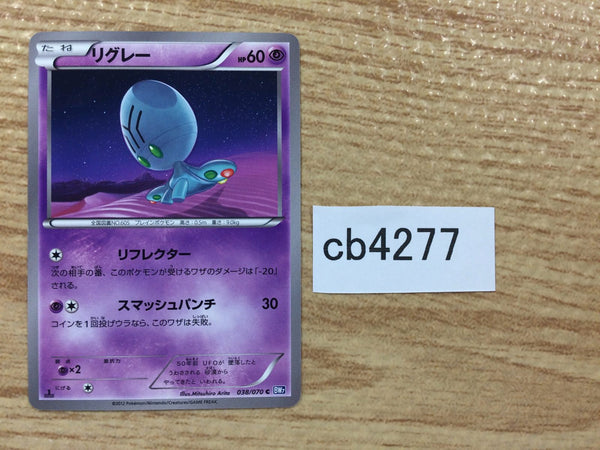 たね
リグレー
HP60
全国図鑑NO.605 ブレインポケモン 高さ：0.5m 重さ：9.0kg
リフレクター
次の相手の番、このポケモンが受けるワザのダメージは「-20」
される。
スマッシュパンチ 30
コインを1回投げウラなら、このワザは失敗。
弱点 抵抗力
×2
にげる
50年前 UFOが墜落したと
うわさされる 砂漠から
やってきたと いわれる。
Illus. Mitsuhiro Arita
038/070 C
©2012 Pokémon/Nintendo/Creatures/GAME FREAK.
cb4277